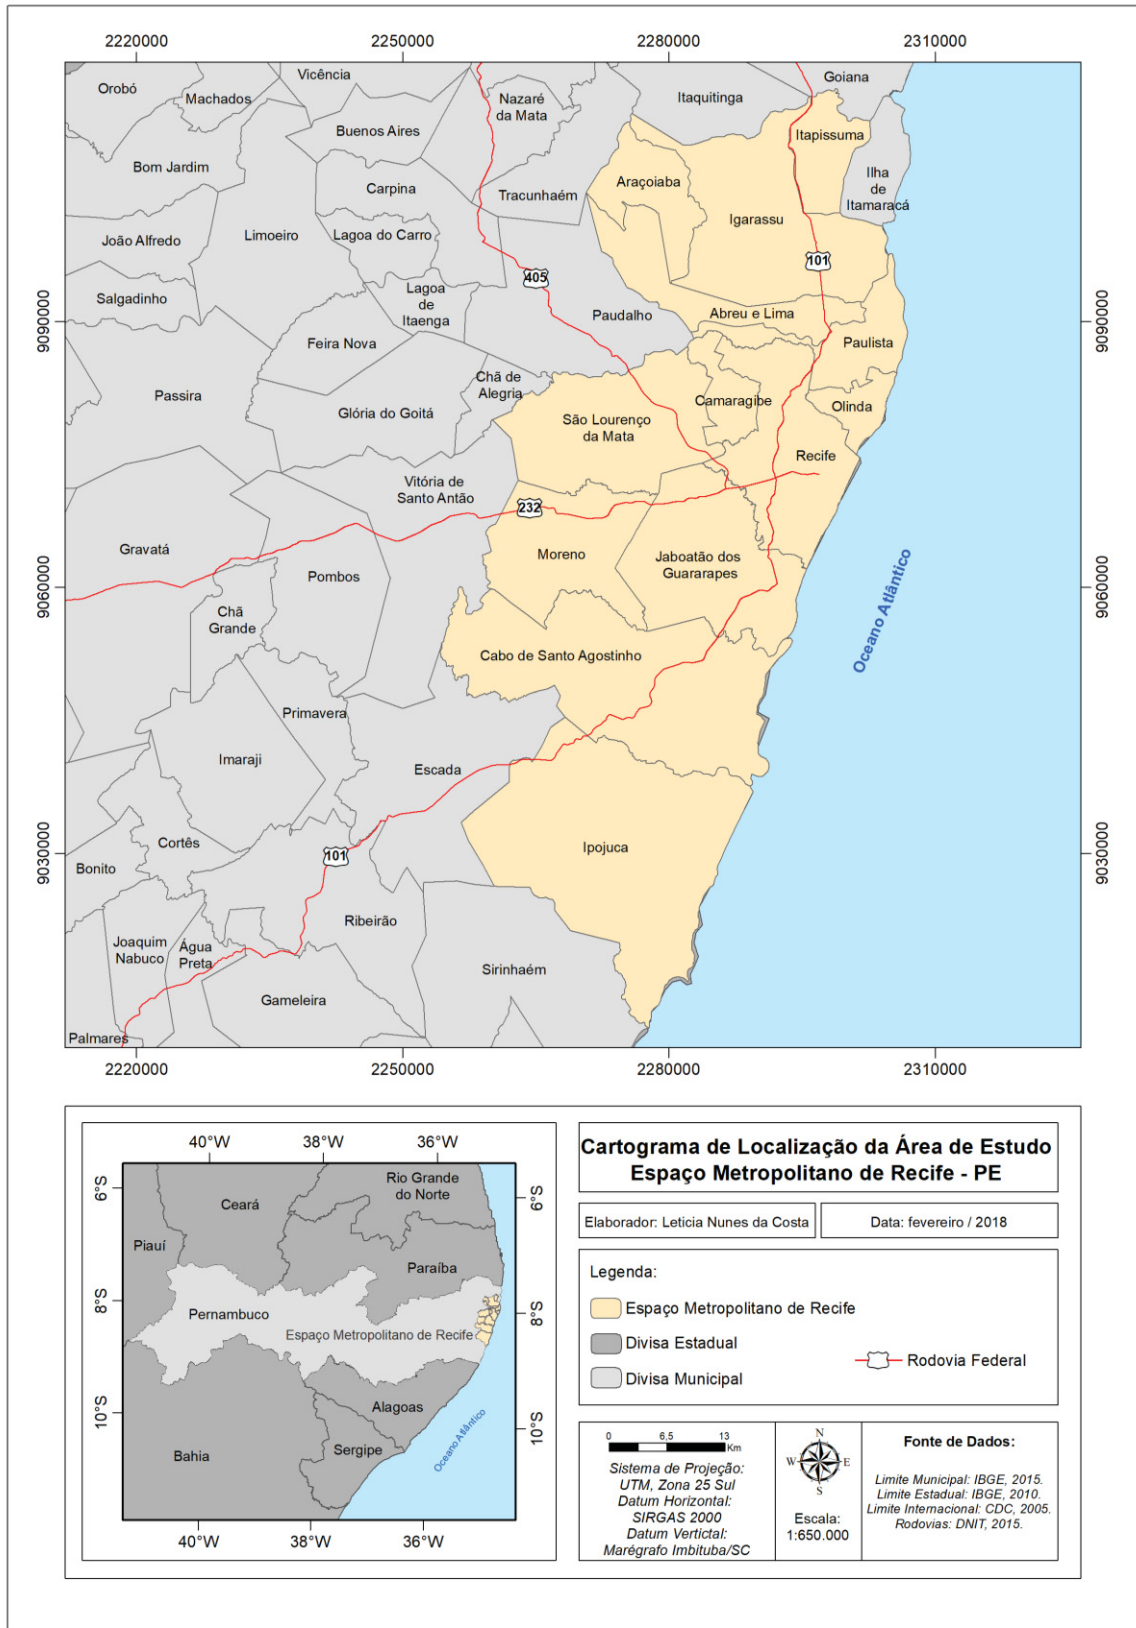 2220000
2250000
2280000
2310000
Orobó
Machados
Vicência
Nazaré
da Mata
Itaquitinga
Goiana
Buenos Aires
Itapissuma
Bom Jardim
Carpina
Tracunhaém
Araçoiaba
Ilha
de
Itamaracá
João Alfredo
Limoeiro
Lagoa do Carro
Igarassu
101
405
Salgadinho
Lagoa
de
Itaenga
Paudalho
Abreu e Lima
9090000
9090000
Feira Nova
Paulista
Passira
Chã de
Alegria
Glória do Goitá
Camaragibe
Olinda
São Lourenço
da Mata
Recife
Vitória de
Santo Antão
232
Gravatá
Moreno
Jaboatão dos
Guararapes
Pombos
9060000
9060000
Oceano Atlântico
Chã
Grande
Cabo de Santo Agostinho
Primavera
Imaraji
Escada
Cortês
Ipojuca
101
9030000
9030000
Bonito
Ribeirão
Joaquim
Nabuco
Água
Preta
Sirinhaém
Gameleira
Palmares
2220000
2250000
2280000
2310000
40°W
38°W
36°W
6°S
6°S
Rio Grande
do Norte
Ceará
Piauí
Paraíba
8°S
8°S
Pernambuco
Espaço Metropolitano de Recife
Alagoas
10°S
10°S
Sergipe
Bahia
Oceano Atlântico
40°W
38°W
36°W
Cartograma de Localização da Área de Estudo
Espaço Metropolitano de Recife - PE
Elaborador: Leticia Nunes da Costa
Data: fevereiro / 2018
Legenda:
Espaço Metropolitano de Recife
Divisa Estadual
Divisa Municipal
Rodovia Federal
0 6,5 13
Km
Sistema de Projeção:
UTM, Zona 25 Sul
Datum Horizontal:
SIRGAS 2000
Datum Vertictal:
Marégrafo Imbituba/SC
N
W E
S
Escala:
1:650.000
Fonte de Dados:
Limite Municipal: IBGE, 2015.
Limite Estadual: IBGE, 2010.
Limite Internacional: CDC, 2005.
Rodovias: DNIT, 2015.